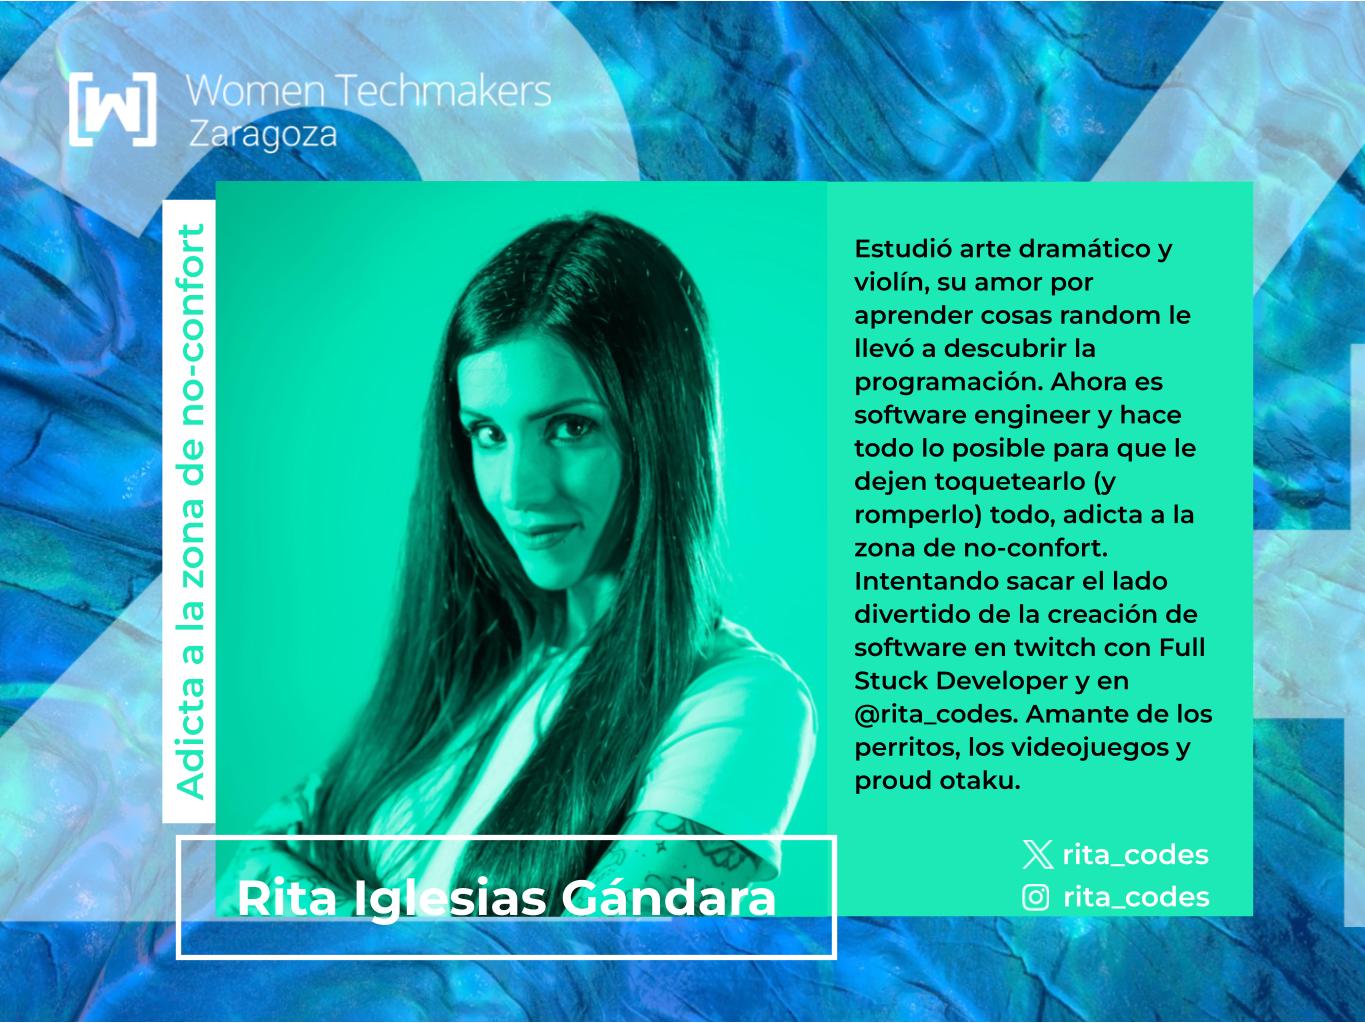 Women Techmakers
Zaragoza
Adicta a la zona de no-confort
Estudió arte dramático y
violín, su amor por
aprender cosas random le
llevó a descubrir la
programación. Ahora es
software engineer y hace
todo lo posible para que le
dejen toquetearlo (y
romperlo) todo, adicta a la
zona de no-confort.
Intentando sacar el lado
divertido de la creación de
software en twitch con Full
Stuck Developer y en
@rita_codes. Amante de los
perritos, los videojuegos y
proud otaku.
rita_codes
rita_codes
Rita Iglesias Gándara